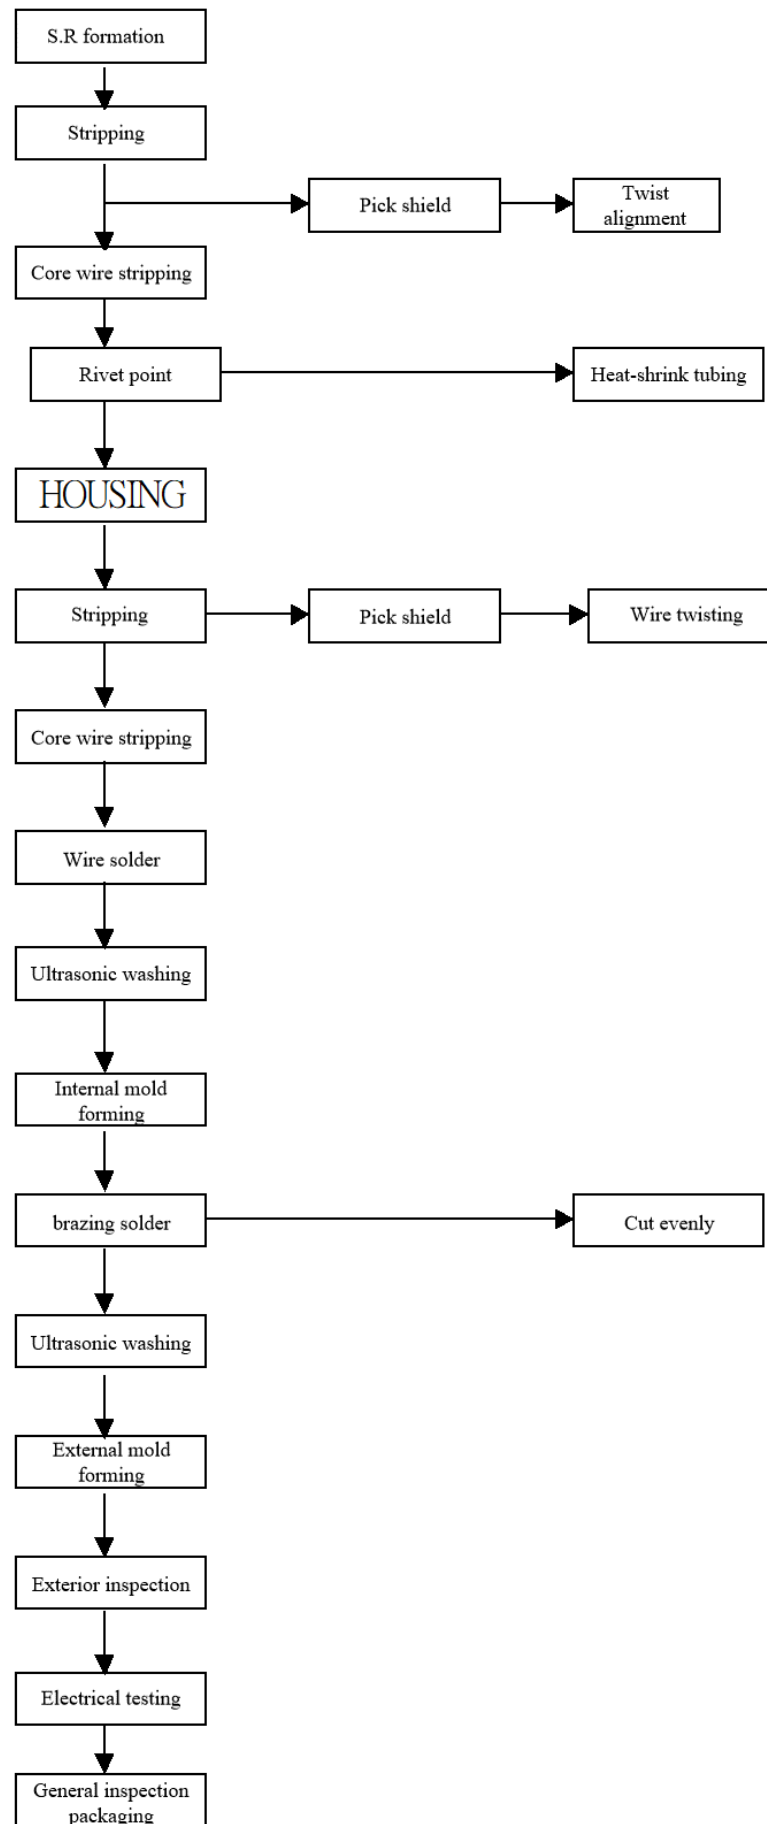 S.R formation
Stripping
Pick shield
Twist
alignment
Core wire stripping
Rivet point
Heat-shrink tubing
HOUSING
Stripping
Pick shield
Wire twisting
Core wire stripping
Wire solder
Ultrasonic washing
Internal mold
forming
brazing solder
Cut evenly
Ultrasonic washing
External mold
forming
Exterior inspection
Electrical testing
General inspection
packaging